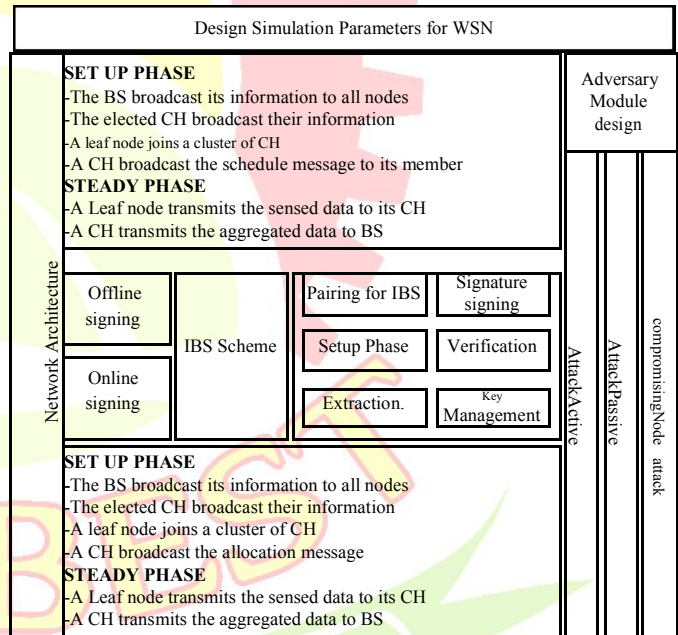 Design Simulation Parameters for WSN
Network Architecture
SET UP PHASE
-The BS broadcast its information to all nodes
-The elected CH broadcast their information
-A leaf node joins a cluster of CH
-A CH broadcast the schedule message to its member
STEADY PHASE
-A Leaf node transmits the sensed data to its CH
-A CH transmits the aggregated data to BS
Offline
signing
Online
signing
IBS Scheme
Pairing for IBS
Signature
signing
Setup Phase
Verification
Extraction.
Key
Management
SET UP PHASE
-The BS broadcast its information to all nodes
-The elected CH broadcast their information
-A leaf node joins a cluster of CH
-A CH broadcast the allocation message
STEADY PHASE
-A Leaf node transmits the sensed data to its CH
-A CH transmits the aggregated data to BS
Adversary
Module
design
AttackActive
AttackPassive
compromisingNode attack
BEST